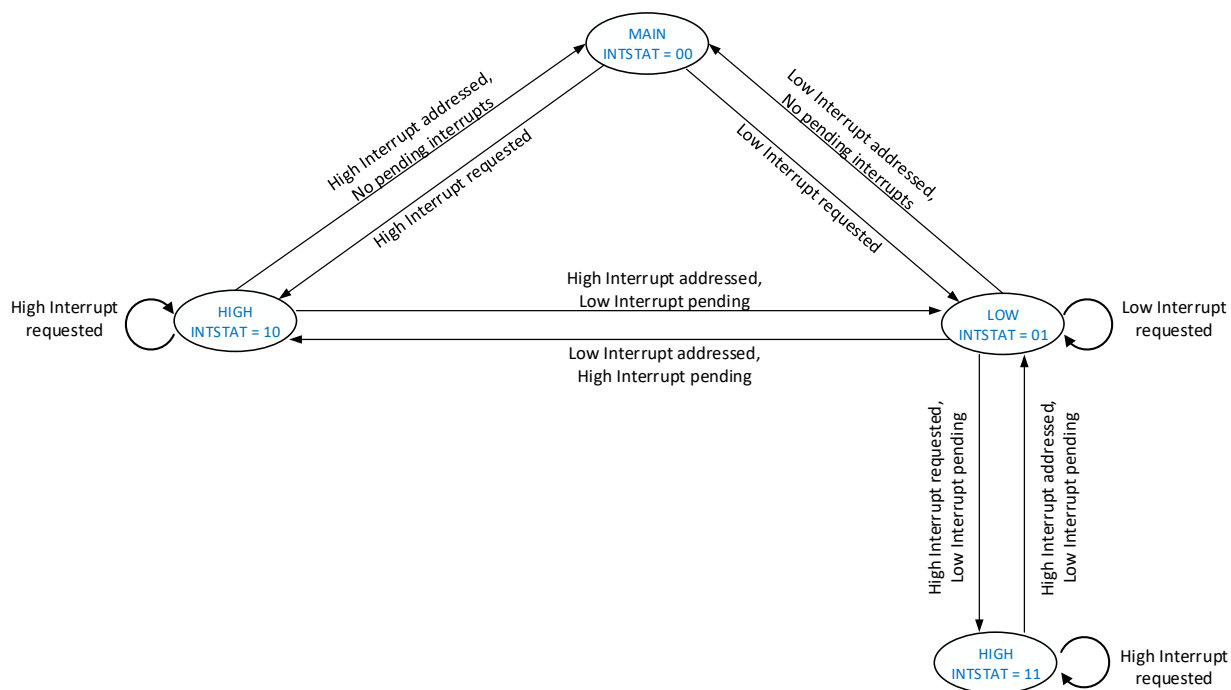 MAIN
INTSTAT = 00
High Interrupt addressed,
No pending interrupts
High Interrupt requested
Low Interrupt addressed,
No pending interrupts
Low Interrupt requested
High Interrupt
requested
HIGH
INTSTAT = 10
High Interrupt addressed,
Low Interrupt pending
Low Interrupt addressed,
High Interrupt pending
LOW
INTSTAT = 01
Low Interrupt
requested
High Interrupt requested,
Low Interrupt pending
High Interrupt addressed,
Low Interrupt pending
HIGH
INTSTAT = 11
High Interrupt
requested